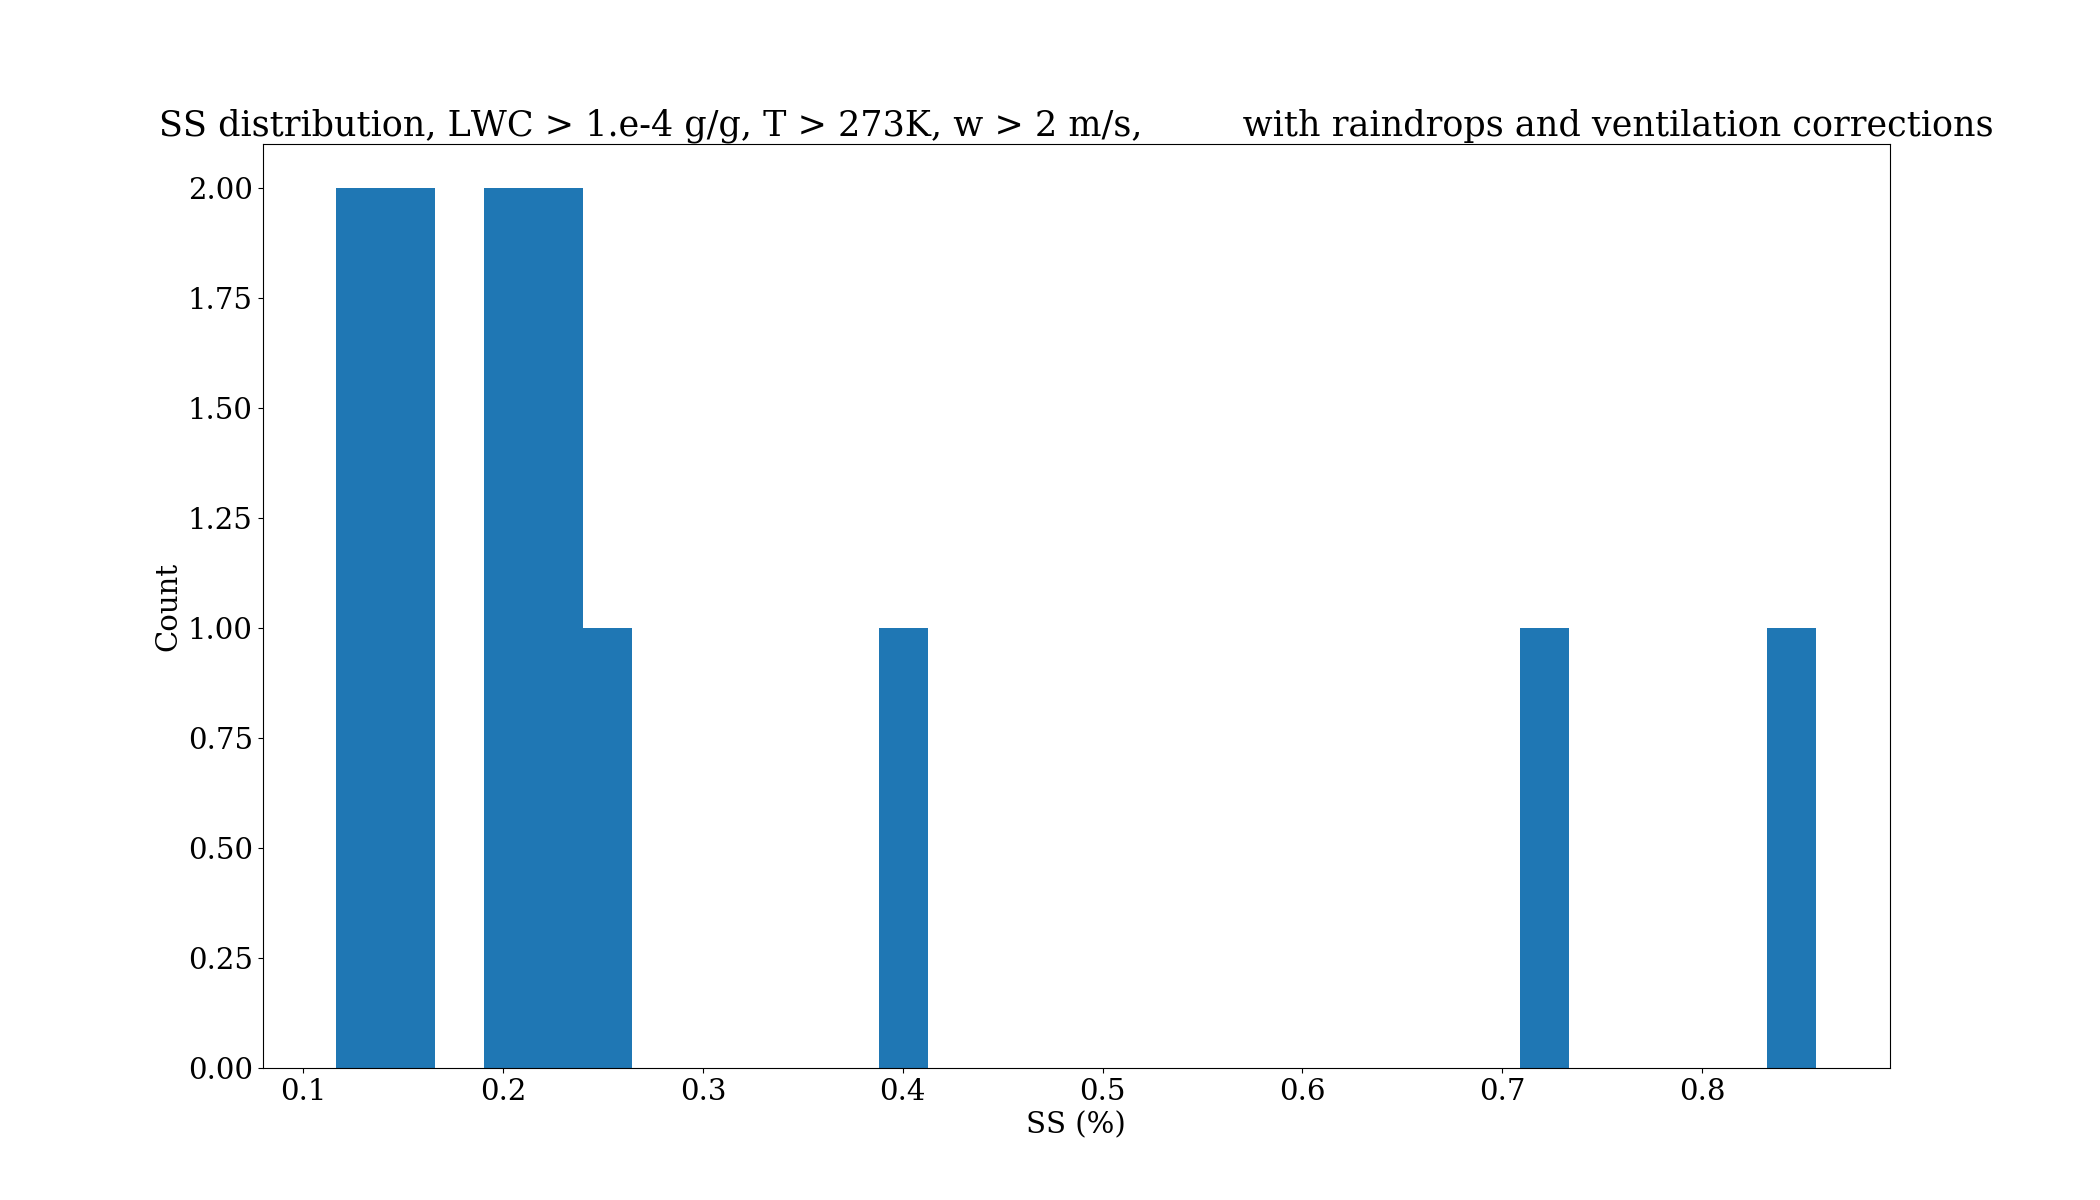 SS distribution, LWC > 1.e-4 g/g, T > 273K, w > 2 m/s, with raindrops and ventilation corrections
2.00
1.75
1.50
1.25
1.00
0.75
0.50
0.25
0.00
Count
0.1 0.2 0.3 0.4 0.5 0.6 0.7 0.8
SS (%)